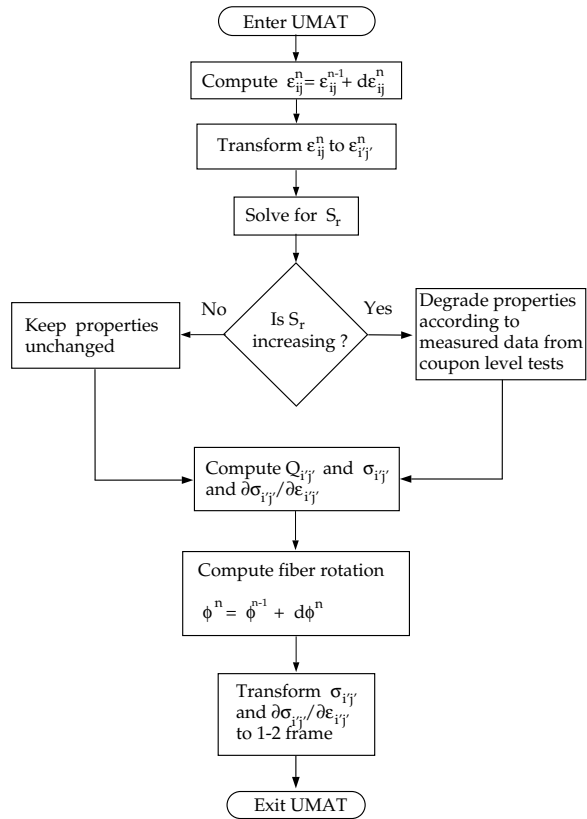 Enter UMAT
Compute ε_ij^n = ε_ij^n-1 + dε_ij^n
Transform ε_ij^n to ε_i'j'^n
Solve for S_r
No
Is S_r
increasing ?
Yes
Keep properties
unchanged
Degrade properties
according to
measured data from
coupon level tests
Compute Q_i'j' and σ_i'j'
and ∂σ_i'j'/∂ε_i'j'
Compute fiber rotation
ϕ^n = ϕ^n-1 + dϕ^n
Transform σ_i'j'
and ∂σ_i'j'/∂ε_i'j'
to 1-2 frame
Exit UMAT